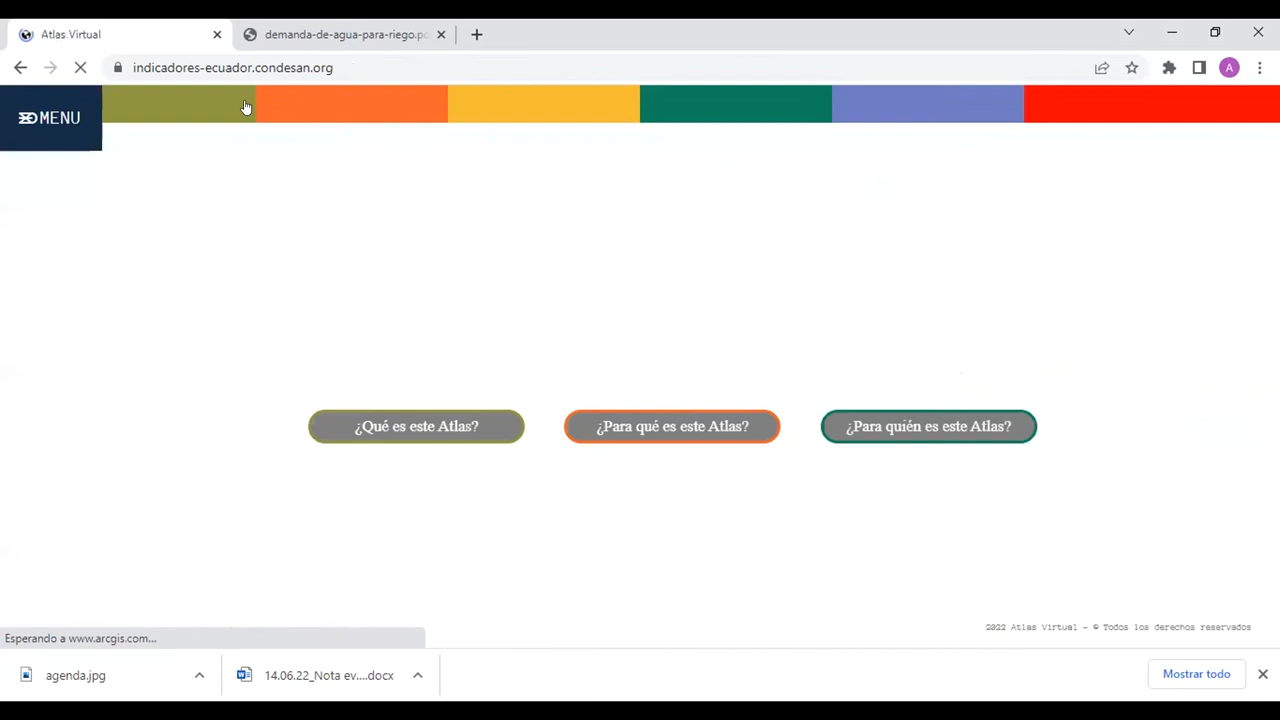 Atlas Virtual
demanda-de-agua-para-riego.po
indicadores-ecuador.condesan.org
A
MENU
¿Qué es este Atlas?
¿Para qué es este Atlas?
¿Para quién es este Atlas?
2022 Atlas Virtual - © Todos los derechos reservados
Esperando a www.arcgis.com...
agenda.jpg
14.06.22_Nota ev....docx
Mostrar todo